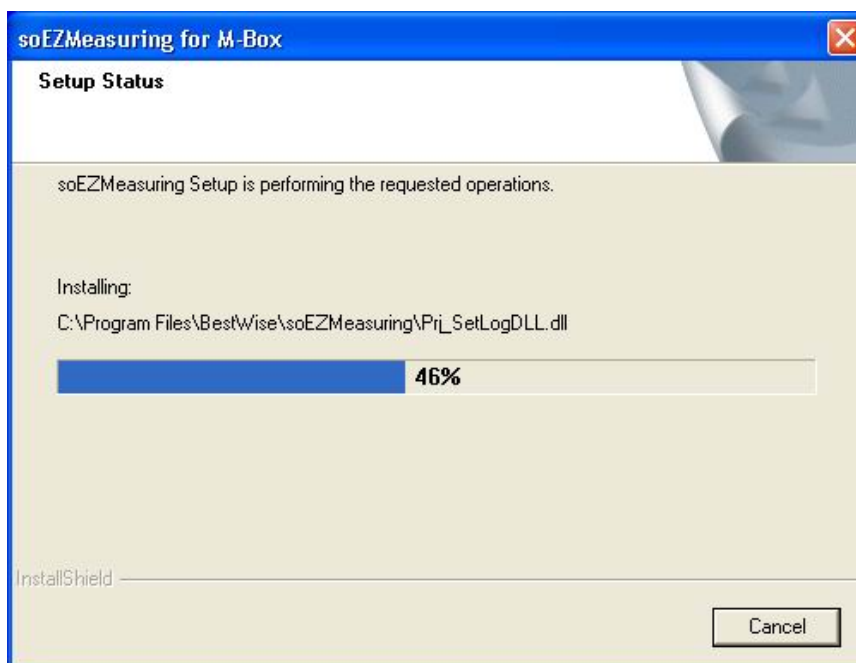 soEZMeasuring for M-Box
Setup Status
soEZMeasuring Setup is performing the requested operations.
Installing:
C:\Program Files\BestWise\soEZMeasuring\Prj_SetLogDLL.dll
46%
InstallShield
Cancel